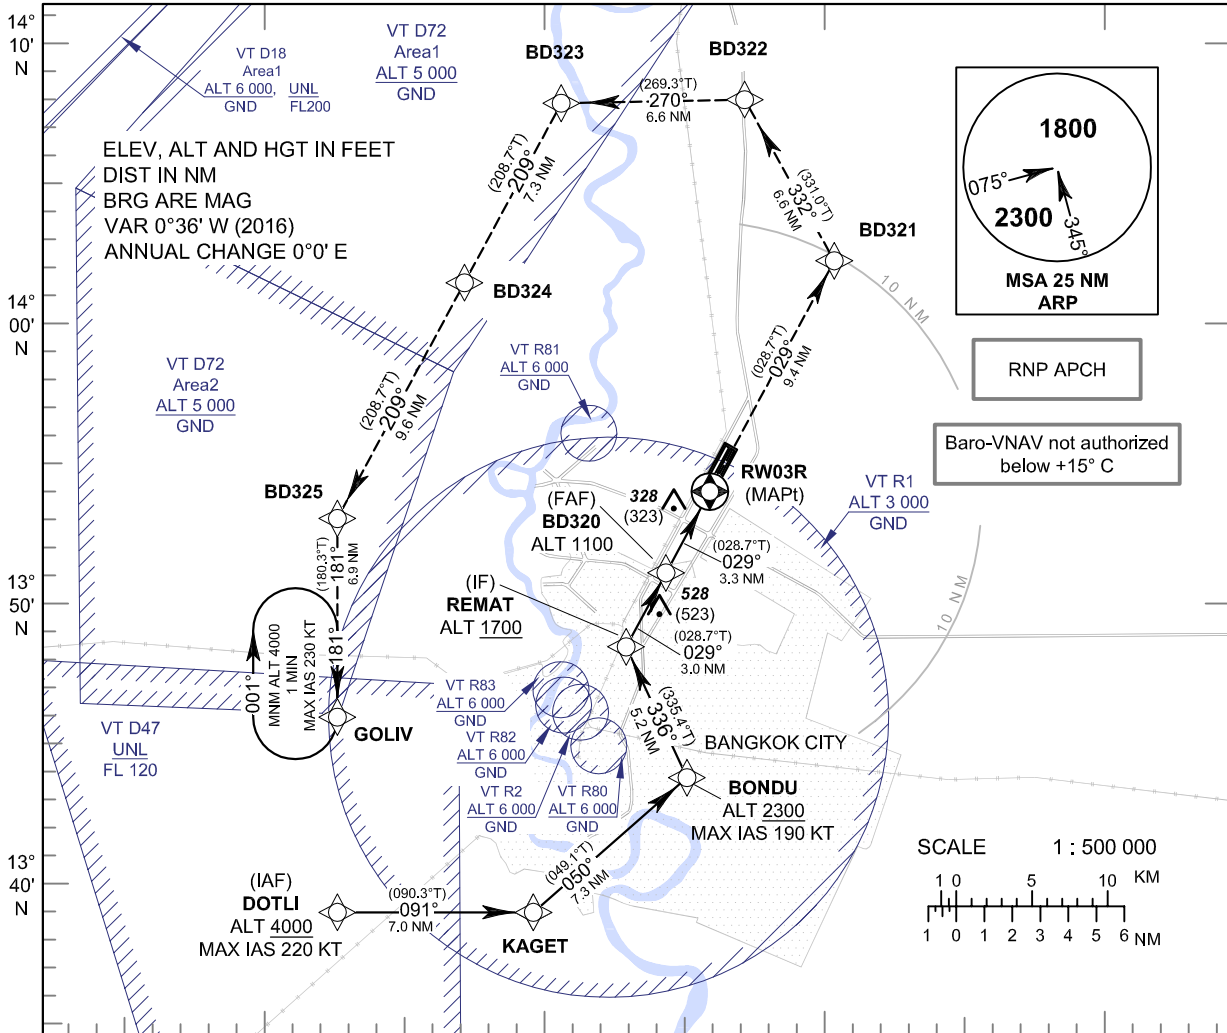 14°
10'
N
VT D18
Area1
ALT 6 000, UNL
GND FL200
VT D72
Area1
ALT 5 000
GND
BD323
BD322
(269.3°T)
270°
6.6 NM
1800
075°
2300
345°
MSA 25 NM
ARP
ELEV, ALT AND HGT IN FEET
DIST IN NM
BRG ARE MAG
VAR 0°36' W (2016)
ANNUAL CHANGE 0°0' E
(208.7°T)
209°
7.3 NM
(331.0°T)
332°
6.6 NM
BD321
10 NM
BD324
14°
00'
N
VT D72
Area2
ALT 5 000
GND
VT R81
ALT 6 000
GND
(028.7°T)
029°
9.4 NM
RNP APCH
(208.7°T)
209°
9.6 NM
Baro-VNAV not authorized
below +15° C
BD325
328
(323)
RW03R
(MAPt)
VT R1
ALT 3 000
GND
(FAF)
BD320
ALT 1100
(028.7°T)
029°
3.3 NM
(180.3°T)
181°
6.9 NM
13°
50'
N
(IF)
REMAT
ALT 1700
528
(523)
(028.7°T)
029°
3.0 NM
10 NM
001°
MNM ALT 4000
1 MIN
MAX IAS 230 KT
181°
GOLIV
VT R83
ALT 6 000
GND
(335.4°T)
336°
5.2 NM
VT D47
UNL
FL 120
VT R82
ALT 6 000
GND
BANGKOK CITY
VT R2
ALT 6 000
GND
VT R80
ALT 6 000
GND
BONDU
ALT 2300
MAX IAS 190 KT
13°
40'
N
(IAF)
DOTLI
ALT 4000
MAX IAS 220 KT
(090.3°T)
091°
7.0 NM
KAGET
(049.1°T)
050°
7.3 NM
SCALE 1 : 500 000
1 0 5 10 KM
1 0 1 2 3 4 5 6 NM